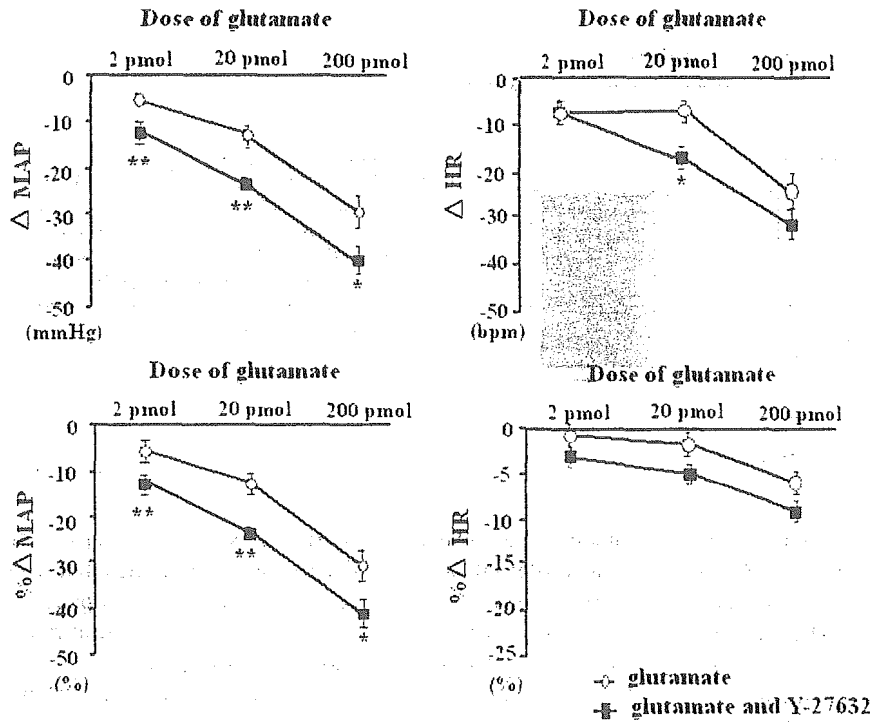 Dose of glutamate
2 pmol 20 pmol 200 pmol
0
-10
-20
-30
-40
-50
△ MAP
(mmHg)
**
**
*
Dose of glutamate
2 pmol 20 pmol 200 pmol
0
-10
-20
-30
-40
-50
△ HR
(bpm)
*
Dose of glutamate
2 pmol 20 pmol 200 pmol
0
-10
-20
-30
-40
-50
%△ MAP
(%)
**
**
*
Dose of glutamate
2 pmol 20 pmol 200 pmol
0
-5
-10
-15
-20
-25
%△ HR
(%)
glutamate
glutamate and Y-27632